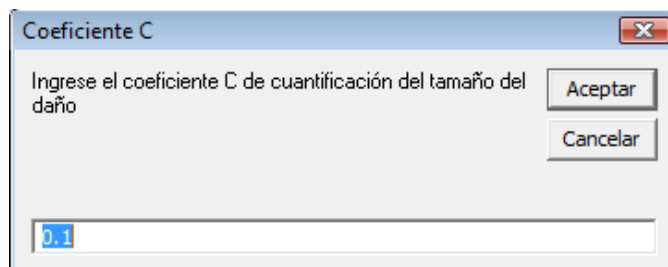 Coeficiente C
Ingrese el coeficiente C de cuantificación del tamaño del
daño
Aceptar
Cancelar
0.1